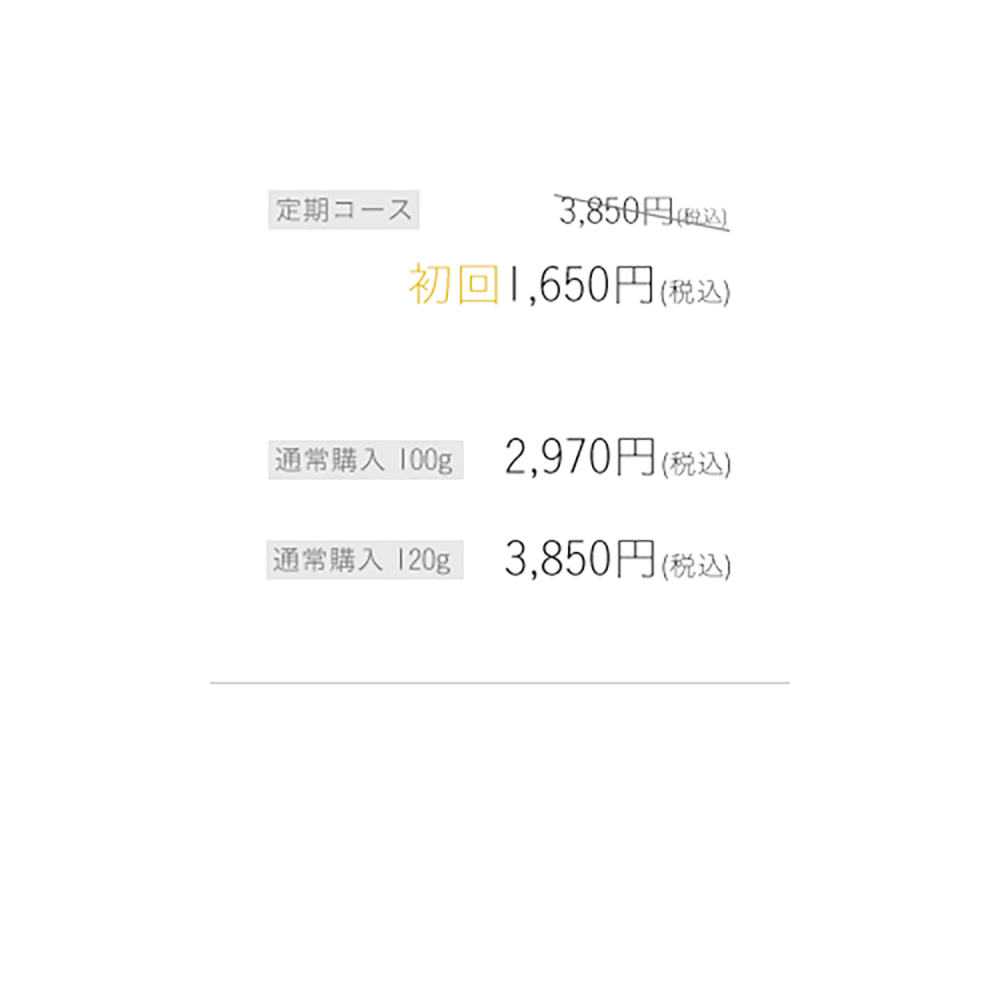 定期コース 3,850円(税込)
初回1,650円(税込)
通常購入 100g 2,970円(税込)
通常購入 120g 3,850円(税込)